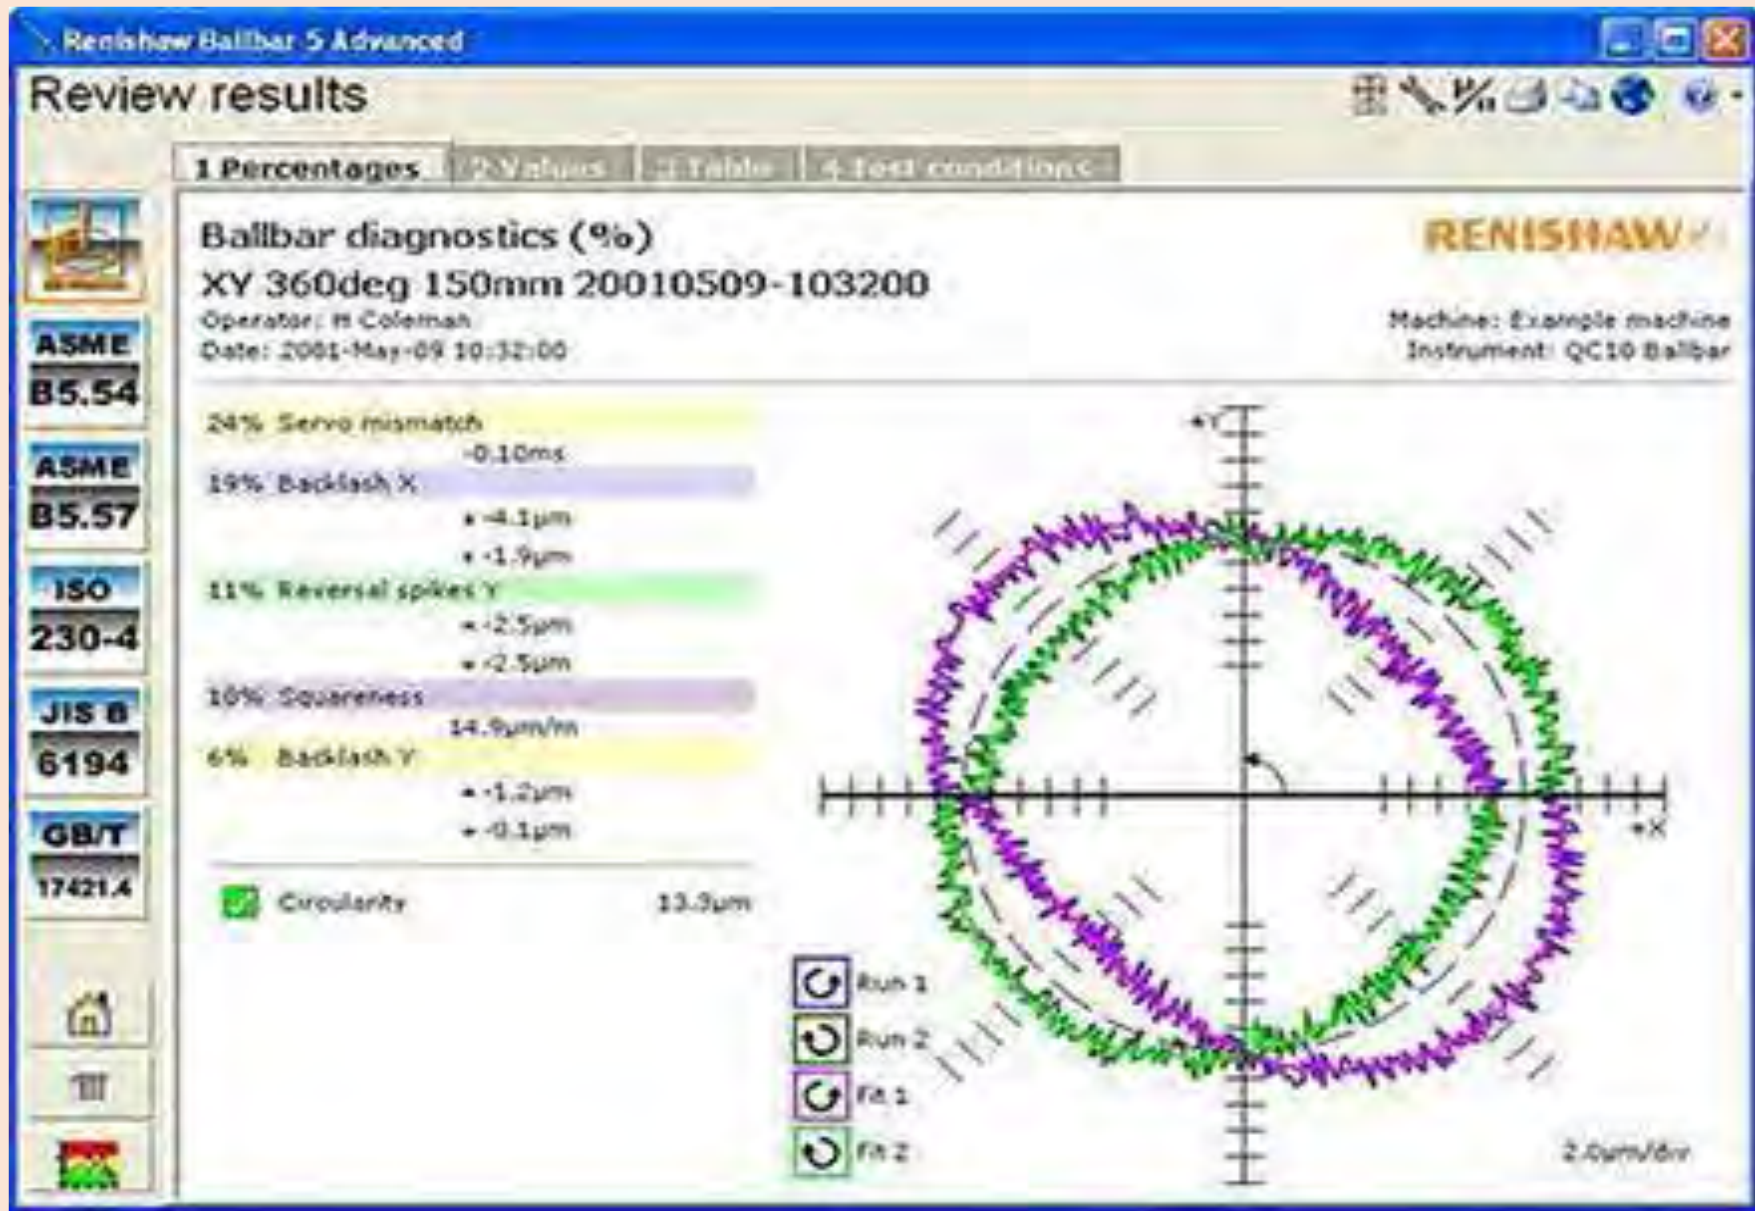 Renishaw Ballbar 5 Advanced
Review results
1 Percentages 2 Values 3 Table 4 Test conditions
Ballbar diagnostics (%)
RENISHAW
XY 360deg 150mm 20010509-103200
Operator: M Coleman
Machine: Example machine
Date: 2001-May-09 10:32:00
Instrument: QC10 Ballbar
ASME
B5.54
ASME
B5.57
ISO
230-4
JIS B
6194
GB/T
17421.4
24% Servo mismatch
-0.10ms
19% Backlash X
-4.1µm
-1.9µm
11% Reversal spikes Y
-2.5µm
-2.5µm
10% Squareness
14.9µm/m
6% Backlash Y
-1.2µm
-0.1µm
Circularity 13.3µm
+Y
+X
Run 1
Run 2
Fit 1
Fit 2
2.0µm/div